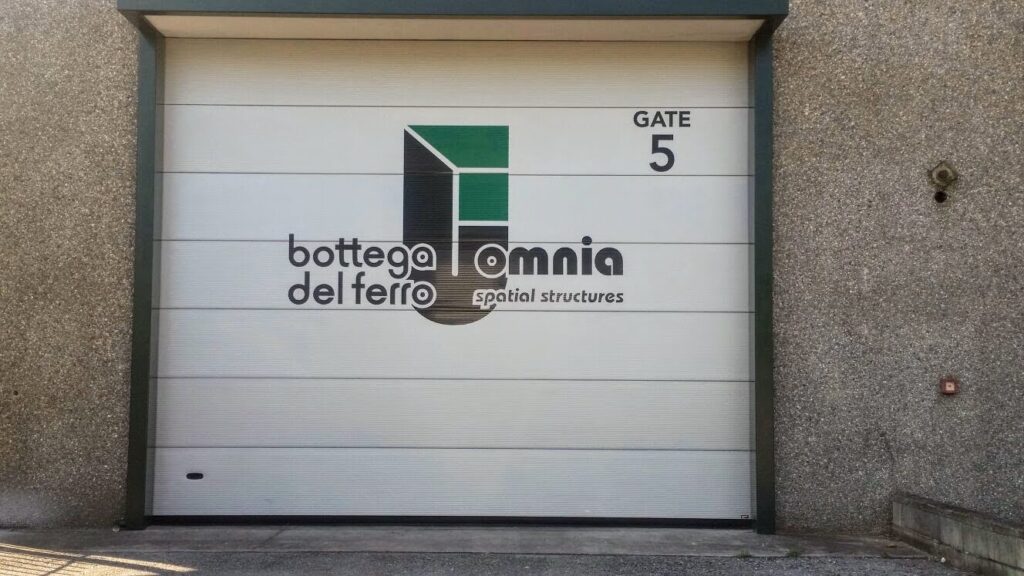 GATE
5
bottega
del ferro
omnia
spatial structures